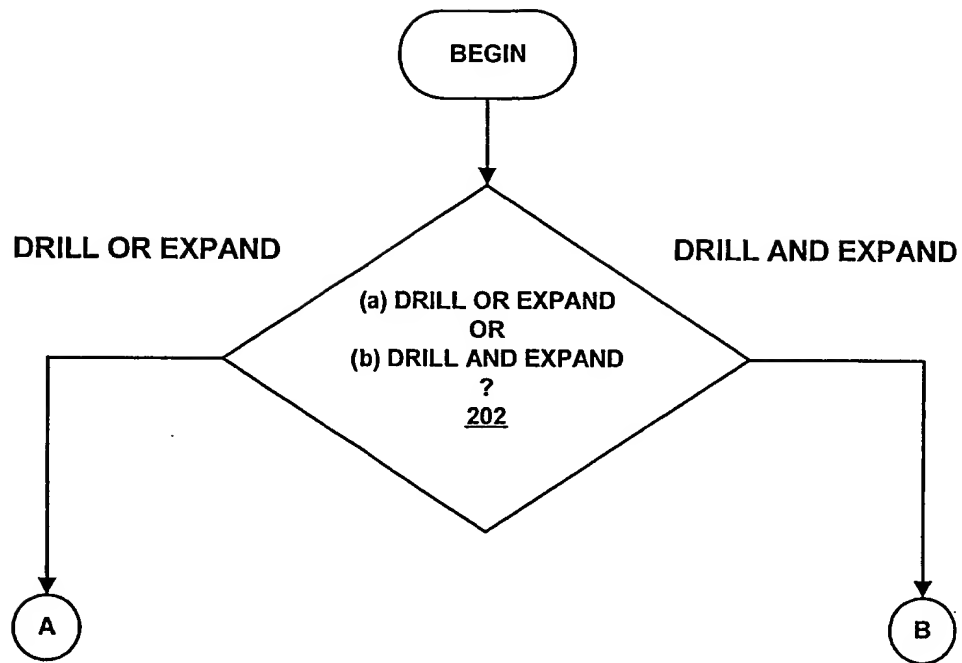 BEGIN
DRILL OR EXPAND
DRILL AND EXPAND
(a) DRILL OR EXPAND
OR
(b) DRILL AND EXPAND
?
202
A
B